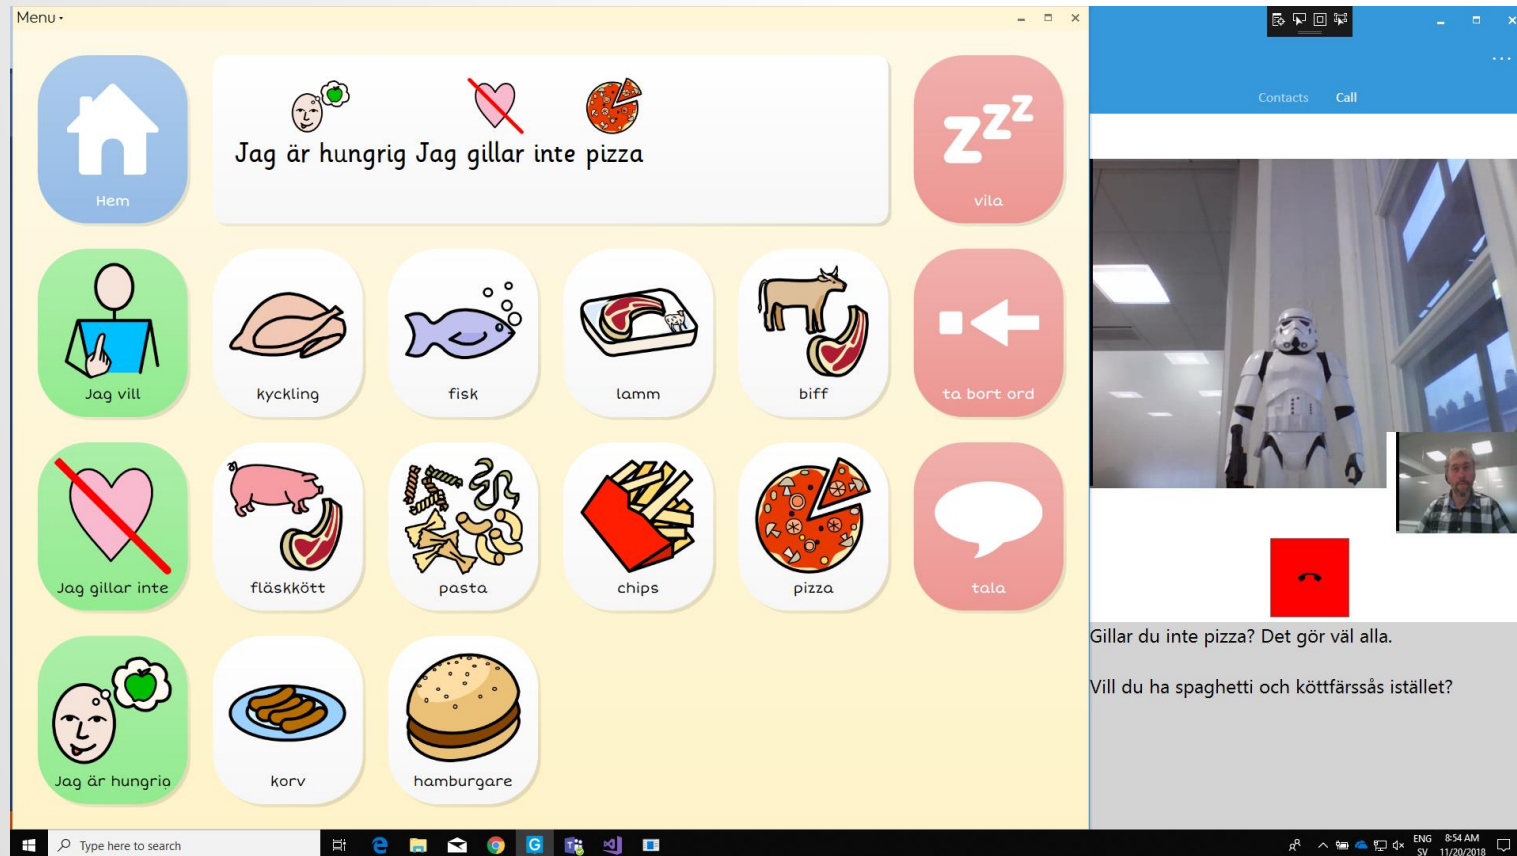 Menu
Hem
Jag är hungrig Jag gillar inte pizza
zzz
vila
Jag vill
kyckling
fisk
lamm
biff
ta bort ord
Jag gillar inte
fläskkött
pasta
chips
pizza
tala
Jag är hungrig
korv
hamburgare
Contacts Call
Gillar du inte pizza? Det gör väl alla.
Vill du ha spaghetti och köttfärssås istället?
Type here to search
ENG 8:54 AM
SV 11/20/2018